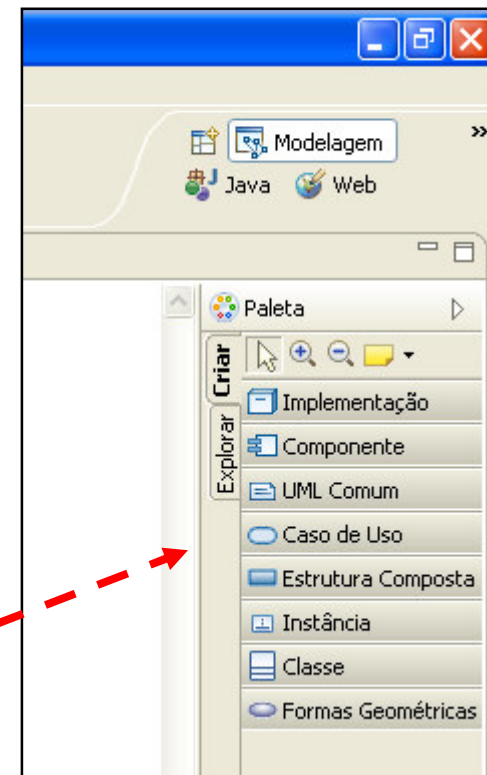 Modelagem
»
Java Web
Paleta
Criar
Explorar
Implementação
Componente
UML Comum
Caso de Uso
Estrutura Composta
Instância
Classe
Formas Geométricas